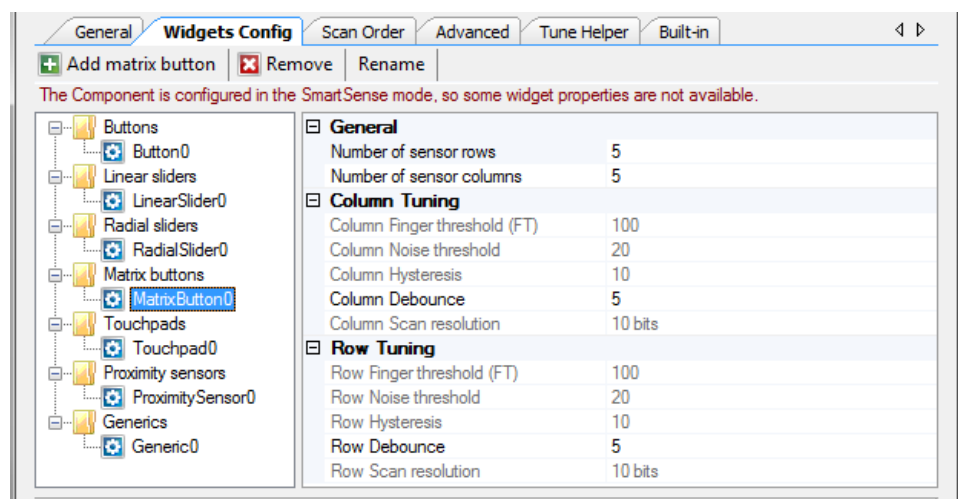 General Widgets Config Scan Order Advanced Tune Helper Built-in
Add matrix button Remove Rename
The Component is configured in the SmartSense mode, so some widget properties are not available.
Buttons
Button0
Linear sliders
LinearSlider0
Radial sliders
RadialSlider0
Matrix buttons
MatrixButton0
Touchpads
Touchpad0
Proximity sensors
ProximitySensor0
Generics
Generic0
General
Number of sensor rows 5
Number of sensor columns 5
Column Tuning
Column Finger threshold (FT) 100
Column Noise threshold 20
Column Hysteresis 10
Column Debounce 5
Column Scan resolution 10 bits
Row Tuning
Row Finger threshold (FT) 100
Row Noise threshold 20
Row Hysteresis 10
Row Debounce 5
Row Scan resolution 10 bits